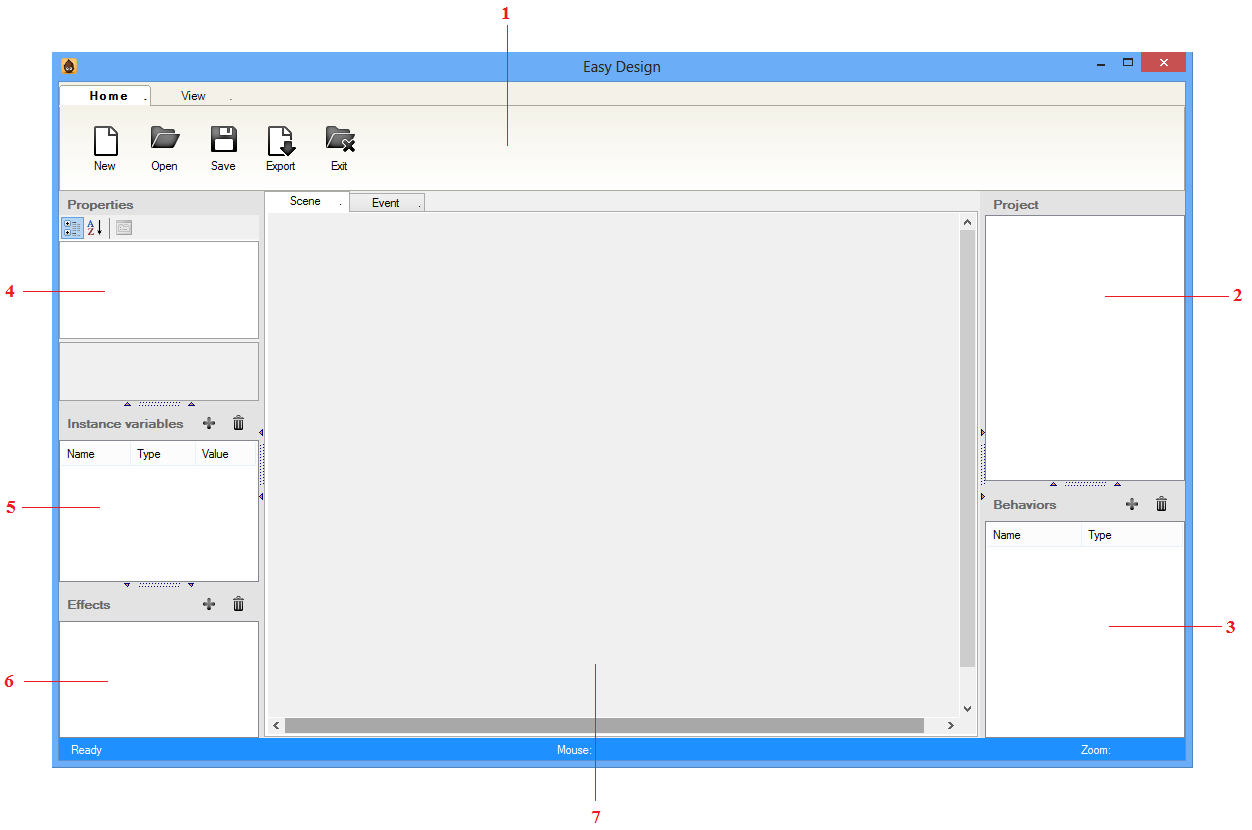 1
Easy Design
Home View
New Open Save Export Exit
Properties
Scene Event
Project
A Z
4
2
Instance variables
Name Type Value
5
Behaviors
Name Type
Effects
3
6
Ready Mouse: Zoom:
7